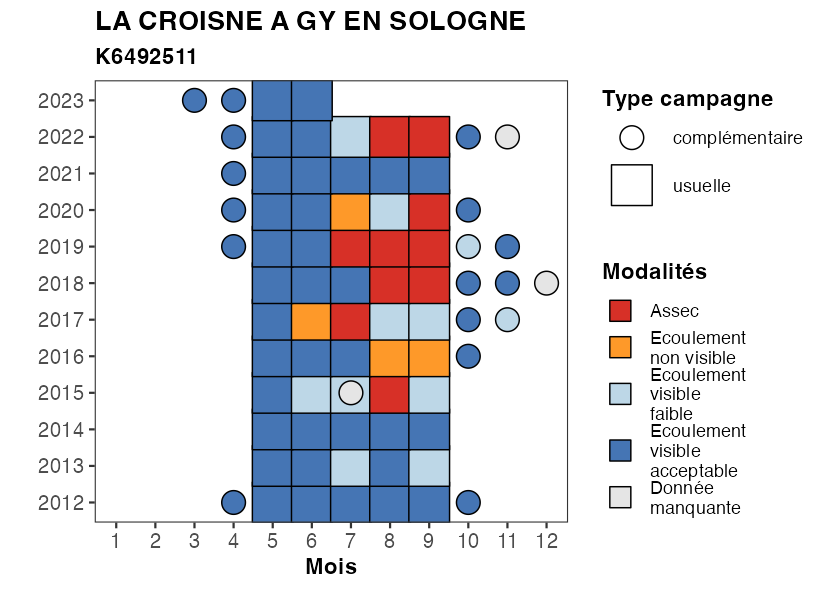 LA CROISNE A GY EN SOLOGNE
K6492511
2023
2022
2021
2020
2019
2018
2017
2016
2015
2014
2013
2012
1 2 3 4 5 6 7 8 9 10 11 12
Mois
Type campagne
complémentaire
usuelle
Modalités
Assec
Ecoulement
non visible
Ecoulement
visible
faible
Ecoulement
visible
acceptable
Donnée
manquante